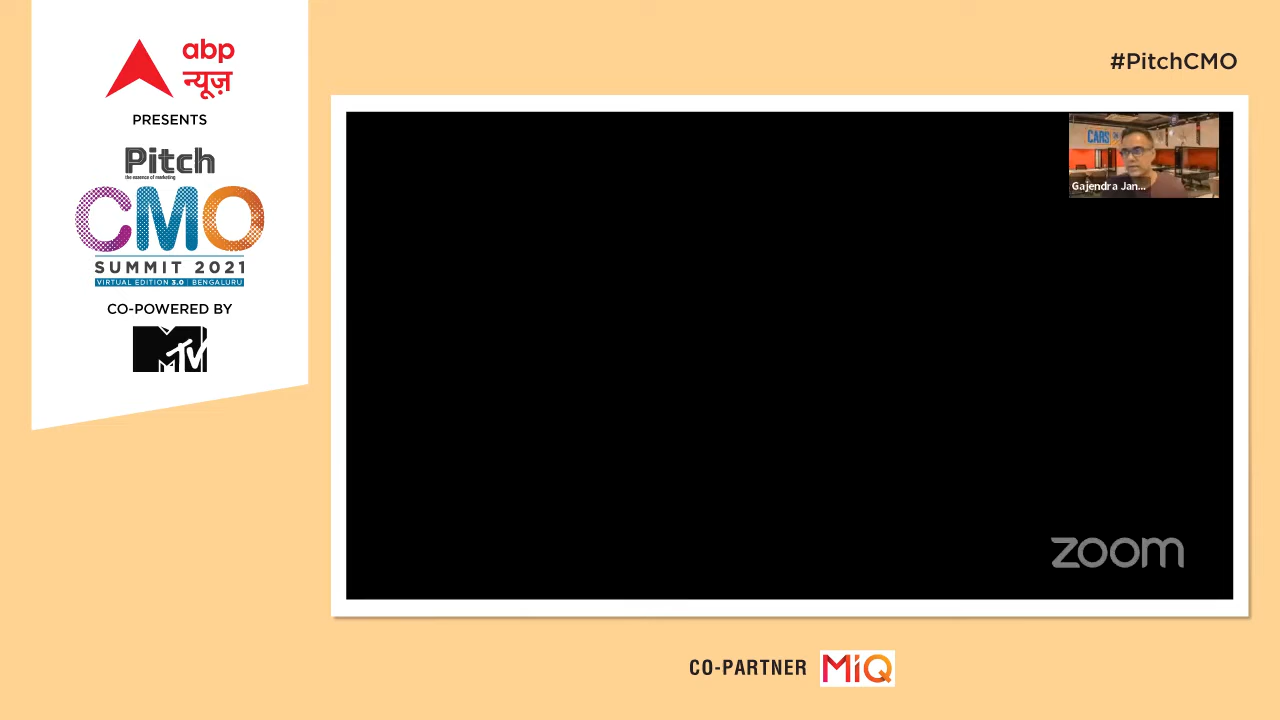 abp
न्यूज़
PRESENTS
Pitch
the essence of marketing
CMO
SUMMIT 2021
VIRTUAL EDITION 3.0 | BENGALURU
CO-POWERED BY
MTV
#PitchCMO
CARS
Gajendra Jan...
zoom
CO-PARTNER MiQ